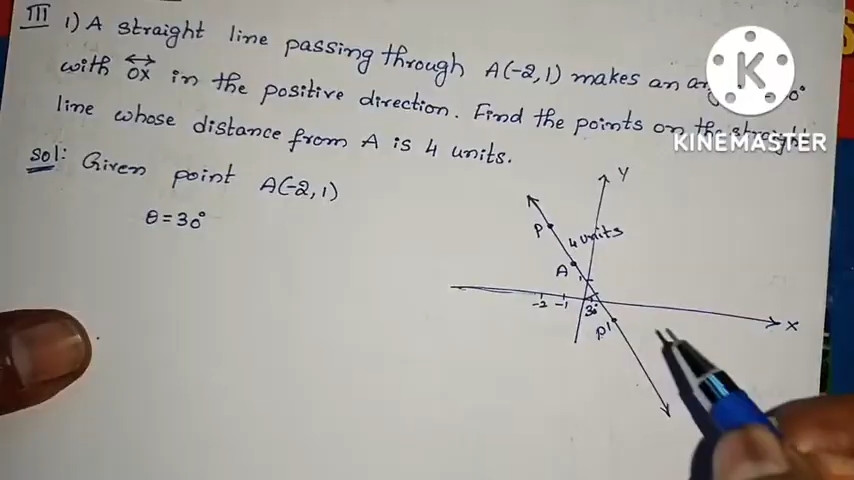 III 1) A straight line passing through A(-2,1) makes an
with OX in the positive direction. Find the points on the straight
line whose distance from A is 4 units.
Sol: Given point A(-2,1)
θ = 30°
K
KINEMASTER
Y
P 4 units
A 1
-2 -1 30° X
P'